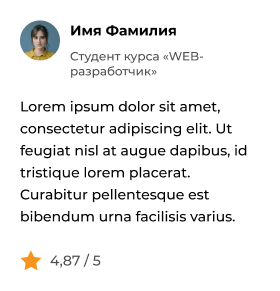 Имя Фамилия
Студент курса «WEB-
разработчик»
Lorem ipsum dolor sit amet,
consectetur adipiscing elit. Ut
feugiat nisl at augue dapibus, id
tristique lorem placerat.
Curabitur pellentesque est
bibendum urna facilisis varius.
4,87 / 5